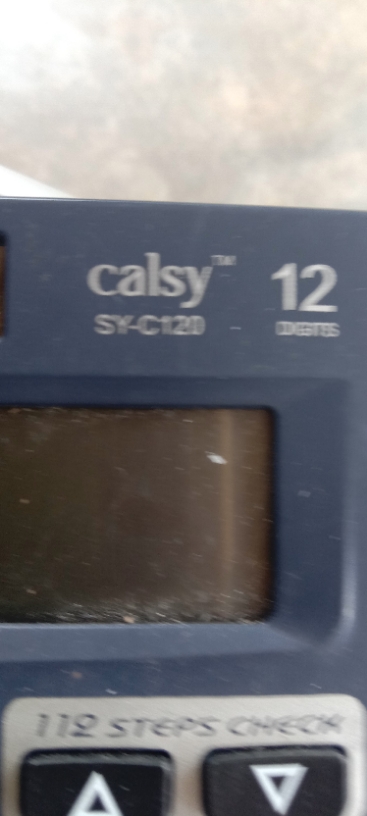 calsy™ 12
SY-C120 DIGITS
112 STEPS CHECK